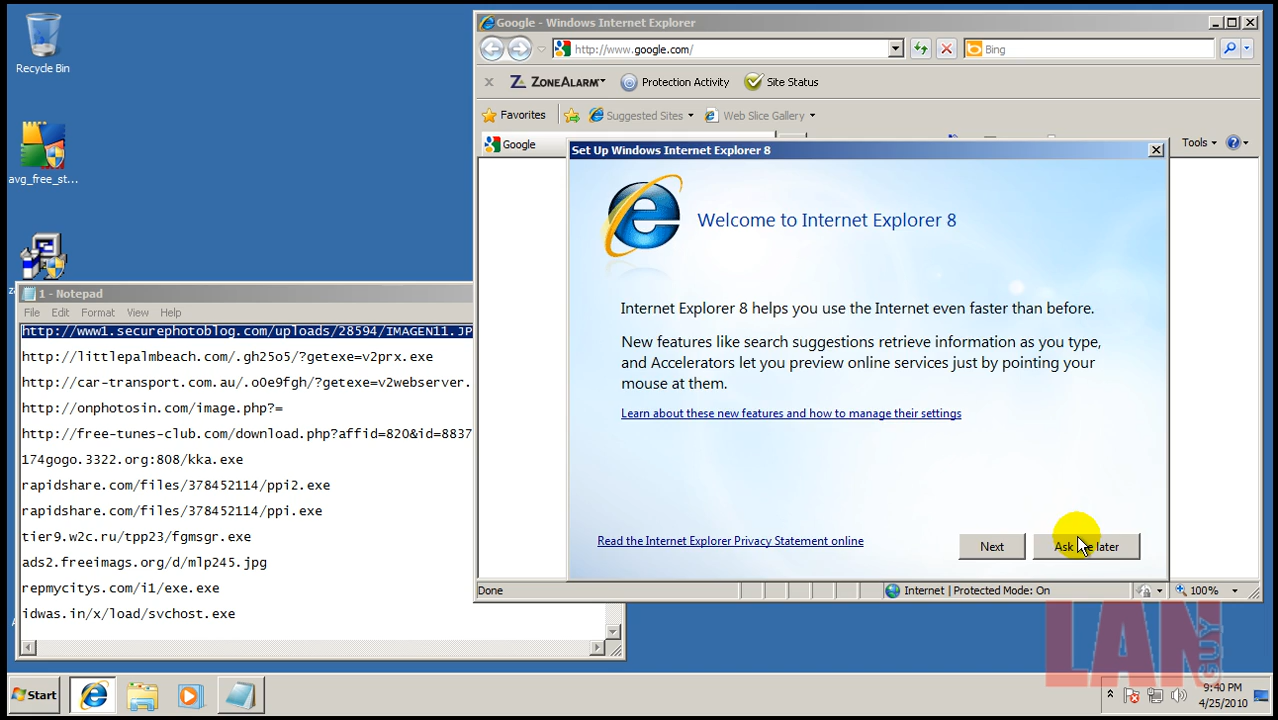 Recycle Bin
avg_free_st...
Google - Windows Internet Explorer
http://www.google.com/
Bing
ZONEALARM
Protection Activity
Site Status
Favorites
Suggested Sites
Web Slice Gallery
Google
Tools
Set Up Windows Internet Explorer 8
Welcome to Internet Explorer 8
Internet Explorer 8 helps you use the Internet even faster than before.
New features like search suggestions retrieve information as you type,
and Accelerators let you preview online services just by pointing your
mouse at them.
Learn about these new features and how to manage their settings
Read the Internet Explorer Privacy Statement online
Next
Ask me later
Done
Internet | Protected Mode: On
100%
1 - Notepad
File Edit Format View Help
http://www1.securephotoblog.com/uploads/28594/IMAGEN11.JP
http://littlepalmbeach.com/.gh25o5/?getexe=v2prx.exe
http://car-transport.com.au/.o0e9fgh/?getexe=v2webserver.
http://onphotosin.com/image.php?=
http://free-tunes-club.com/download.php?affid=820&id=8837
174gogo.3322.org:808/kka.exe
rapidshare.com/files/378452114/ppi2.exe
rapidshare.com/files/378452114/ppi.exe
tier9.w2c.ru/tpp23/fgmsgr.exe
ads2.freeimags.org/d/mlp245.jpg
repmycitys.com/i1/exe.exe
idwas.in/x/load/svchost.exe
LAN GUY
Start
9:40 PM
4/25/2010